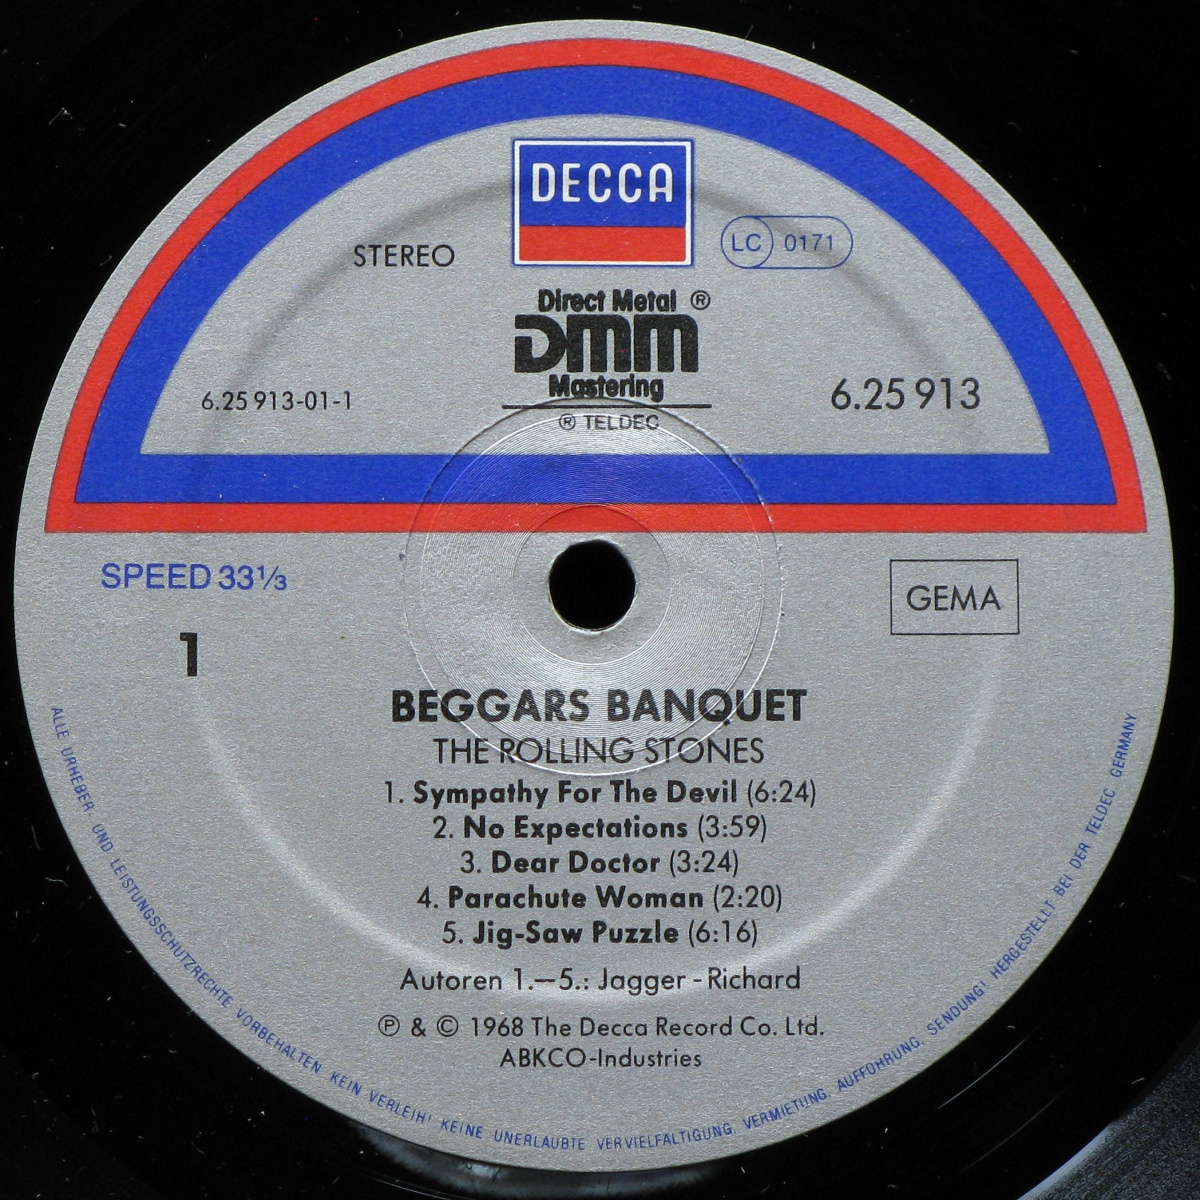 DECCA
STEREO
LC 0171
Direct Metal ®
DMM
Mastering
® TELDEC
6.25913-01-1
6.25913
SPEED 33⅓
GEMA
1
BEGGARS BANQUET
THE ROLLING STONES
1. Sympathy For The Devil (6:24)
2. No Expectations (3:59)
3. Dear Doctor (3:24)
4. Parachute Woman (2:20)
5. Jig-Saw Puzzle (6:16)
Autoren 1.–5.: Jagger - Richard
℗ & © 1968 The Decca Record Co. Ltd.
ABKCO-Industries
ALLE URHEBER- UND LEISTUNGSSCHUTZRECHTE VORBEHALTEN KEIN VERLEIH! KEINE UNERLAUBTE VERVIELFÄLTIGUNG, VERMIETUNG, AUFFÜHRUNG, SENDUNG! HERGESTELLT BEI DER TELDEC GERMANY